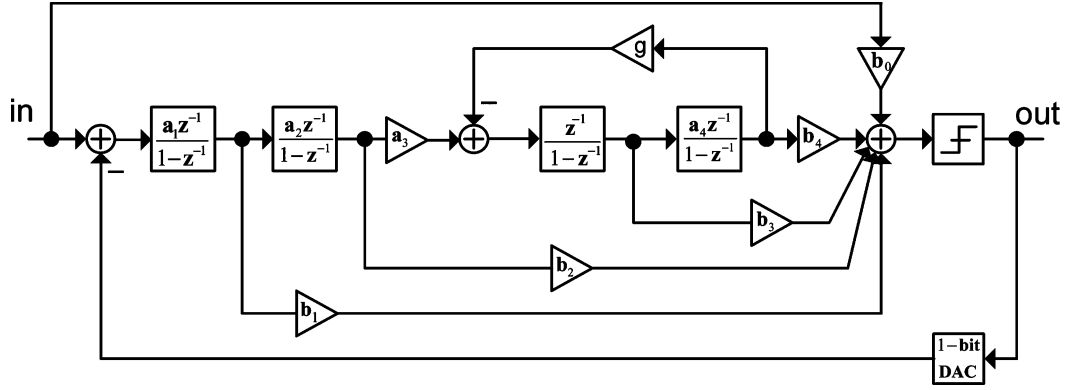 g
b₀
in
a₁z⁻¹
1−z⁻¹
a₂z⁻¹
1−z⁻¹
a₃
z⁻¹
1−z⁻¹
a₄z⁻¹
1−z⁻¹
b₄
out
b₃
b₂
b₁
1−bit
DAC